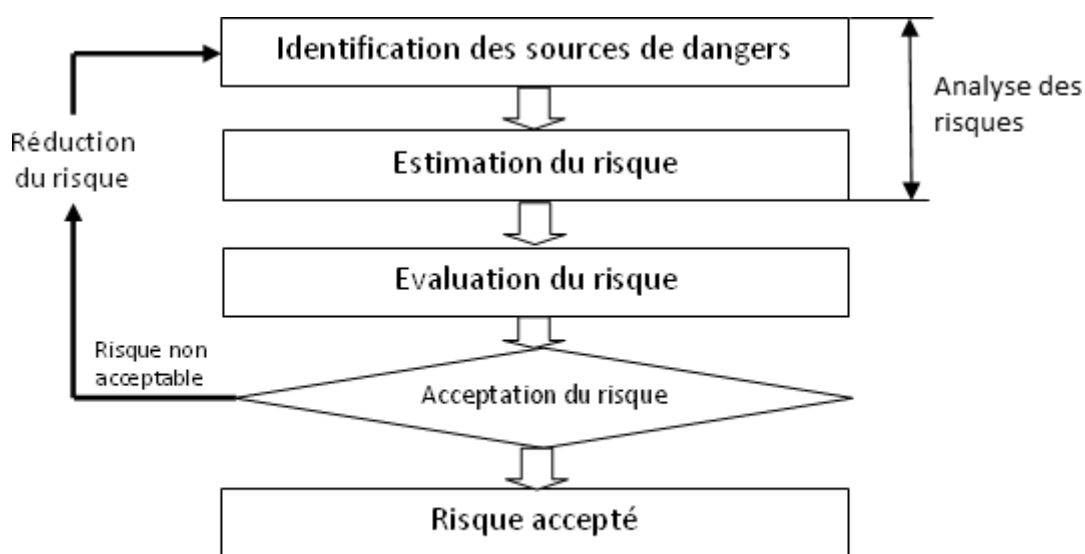 Identification des sources de dangers
Analyse des
risques
Réduction
du risque
Estimation du risque
Evaluation du risque
Risque non
acceptable
Acceptation du risque
Risque accepté